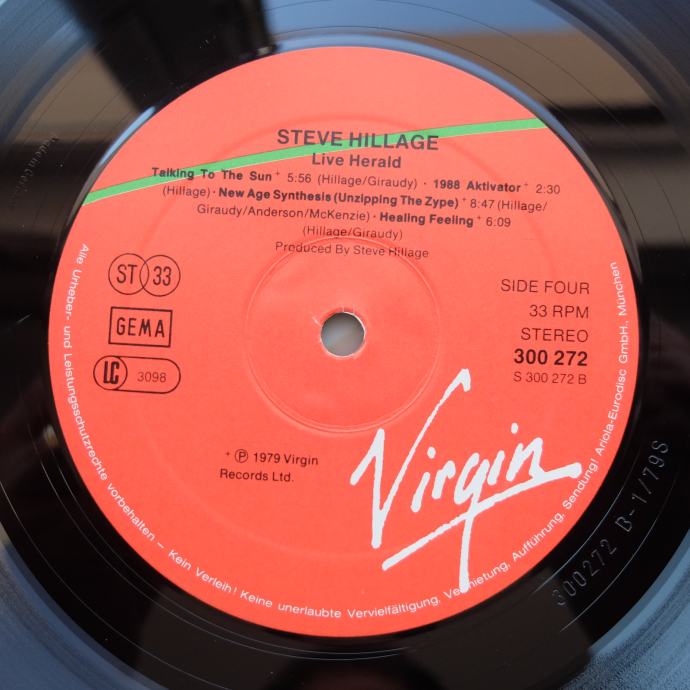 STEVE HILLAGE
Live Herald
Talking To The Sun + 5:56 (Hillage/Giraudy) · 1988 Aktivator + 2:30
(Hillage) · New Age Synthesis (Unzipping The Zype) + 8:47 (Hillage/
Giraudy/Anderson/McKenzie) · Healing Feeling + 6:09
(Hillage/Giraudy)
Produced By Steve Hillage
ST 33
GEMA
LC 3098
SIDE FOUR
33 RPM
STEREO
300 272
S 300 272 B
+ ℗ 1979 Virgin
Records Ltd.
Virgin
Alle Urheber- und Leistungsschutzrechte vorbehalten – Kein Verleih! Keine unerlaubte Vervielfältigung, Vermietung, Aufführung, Sendung! Ariola-Eurodisc GmbH., München
300272 B-1/79S